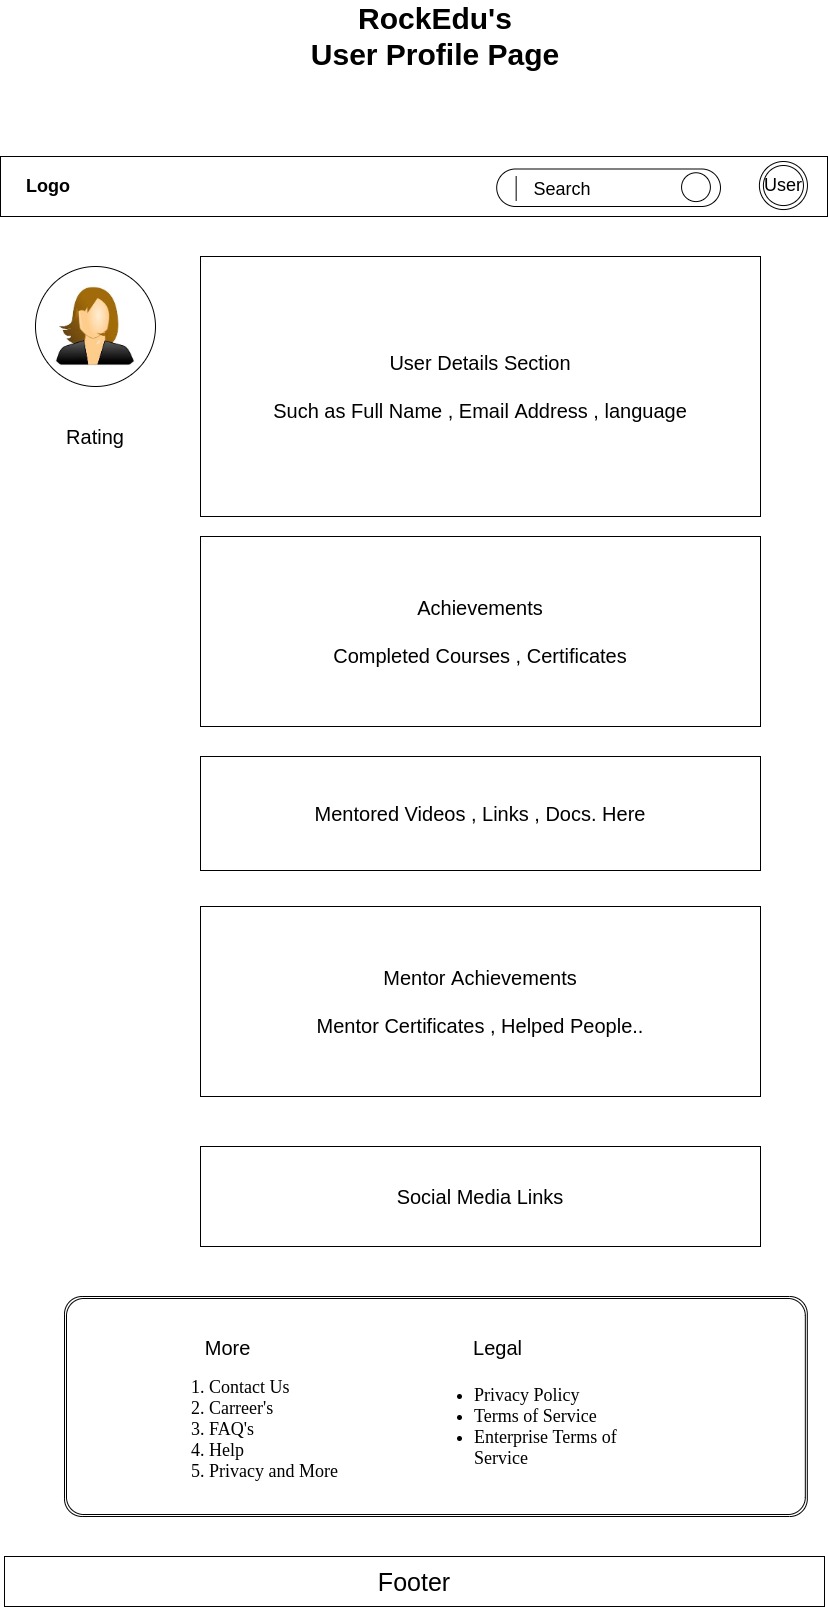 RockEdu's
User Profile Page
Logo
Search
User
Rating
User Details Section
Such as Full Name , Email Address , language
Achievements
Completed Courses , Certificates
Mentored Videos , Links , Docs. Here
Mentor Achievements
Mentor Certificates , Helped People..
Social Media Links
More
1. Contact Us
2. Carreer's
3. FAQ's
4. Help
5. Privacy and More
Legal
• Privacy Policy
• Terms of Service
• Enterprise Terms of
Service
Footer